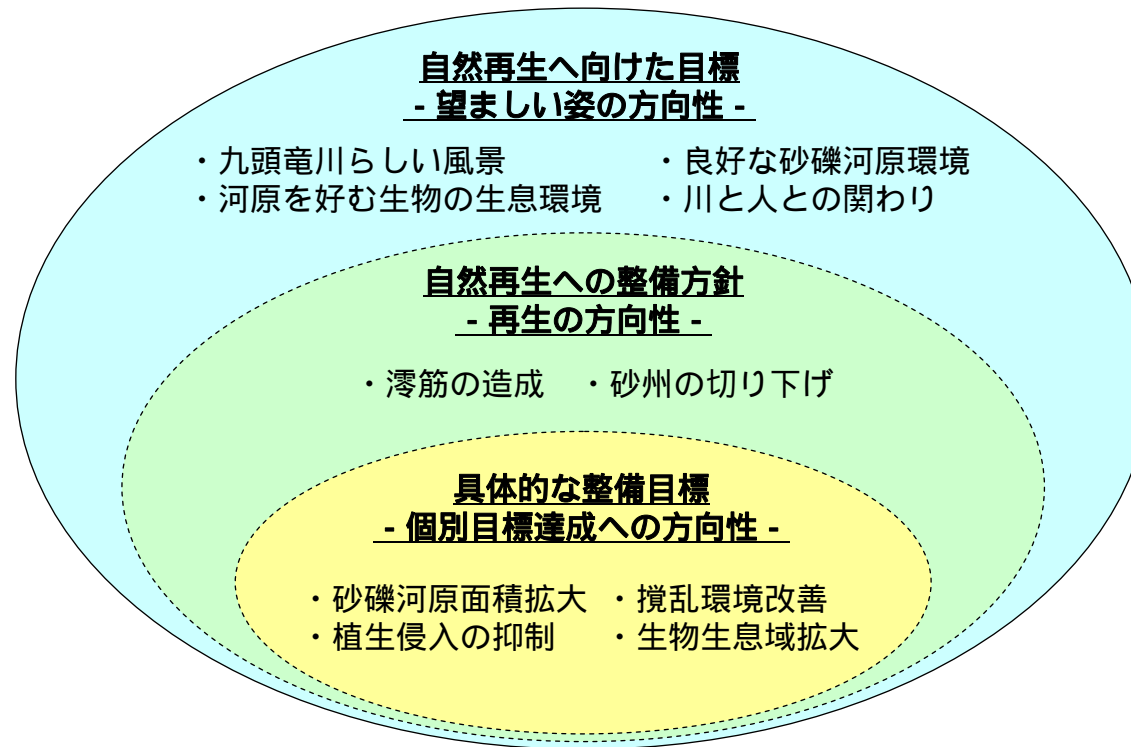 自然再生へ向けた目標
- 望ましい姿の方向性 -
・九頭竜川らしい風景 ・良好な砂礫河原環境
・河原を好む生物の生息環境 ・川と人との関わり
自然再生への整備方針
- 再生の方向性 -
・澪筋の造成 ・砂州の切り下げ
具体的な整備目標
- 個別目標達成への方向性 -
・砂礫河原面積拡大 ・撹乱環境改善
・植生侵入の抑制 ・生物生息域拡大